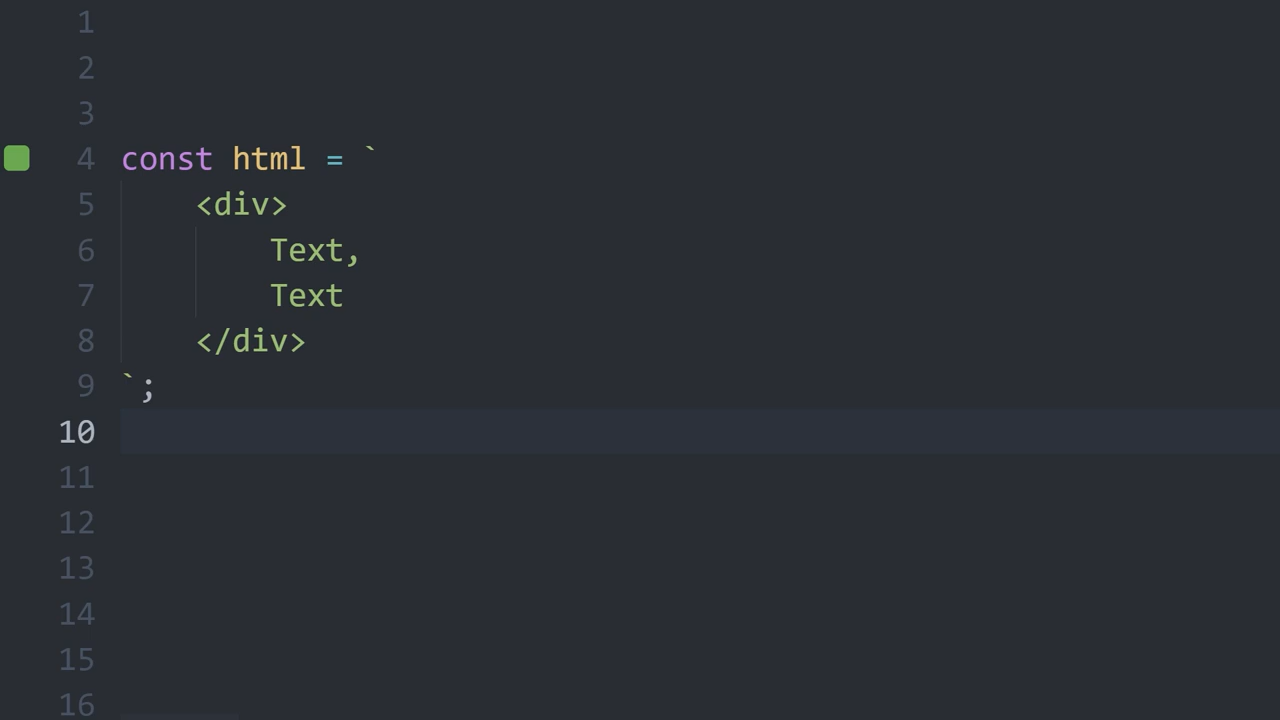 1
2
3
4 const html = `
5     <div>
6         Text,
7         Text
8     </div>
9 `;
10
11
12
13
14
15
16